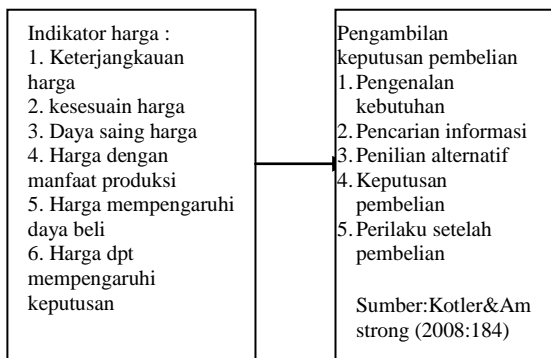 Indikator harga :
1. Keterjangkauan
harga
2. kesesuain harga
3. Daya saing harga
4. Harga dengan
manfaat produksi
5. Harga mempengaruhi
daya beli
6. Harga dpt
mempengaruhi
keputusan
Pengambilan
keputusan pembelian
1. Pengenalan
kebutuhan
2. Pencarian informasi
3. Penilian alternatif
4. Keputusan
pembelian
5. Perilaku setelah
pembelian
Sumber:Kotler&Am
strong (2008:184)